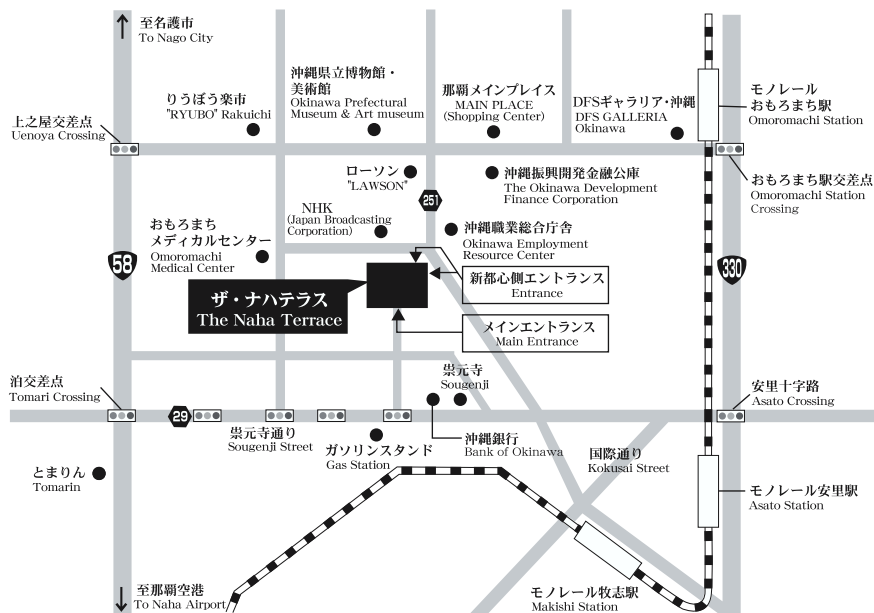 至名護市
To Nago City
沖縄県立博物館・
美術館
Okinawa Prefectural
Museum & Art museum
りうぼう楽市
"RYUBO" Rakuichi
那覇メインプレイス
MAIN PLACE
(Shopping Center)
DFSギャラリア・沖縄
DFS GALLERIA
Okinawa
モノレール
おもろまち駅
Omoromachi Station
上之屋交差点
Uenoya Crossing
ローソン
"LAWSON"
沖縄振興開発金融公庫
The Okinawa Development
Finance Corporation
おもろまち駅交差点
Omoromachi Station
Crossing
251
NHK
(Japan Broadcasting
Corporation)
沖縄職業総合庁舎
Okinawa Employment
Resource Center
おもろまち
メディカルセンター
Omoromachi
Medical Center
58
330
新都心側エントランス
Entrance
ザ・ナハテラス
The Naha Terrace
メインエントランス
Main Entrance
泊交差点
Tomari Crossing
崇元寺
Sougenji
安里十字路
Asato Crossing
29
崇元寺通り
Sougenji Street
ガソリンスタンド
Gas Station
沖縄銀行
Bank of Okinawa
国際通り
Kokusai Street
とまりん
Tomarin
モノレール安里駅
Asato Station
至那覇空港
To Naha Airport
モノレール牧志駅
Makishi Station